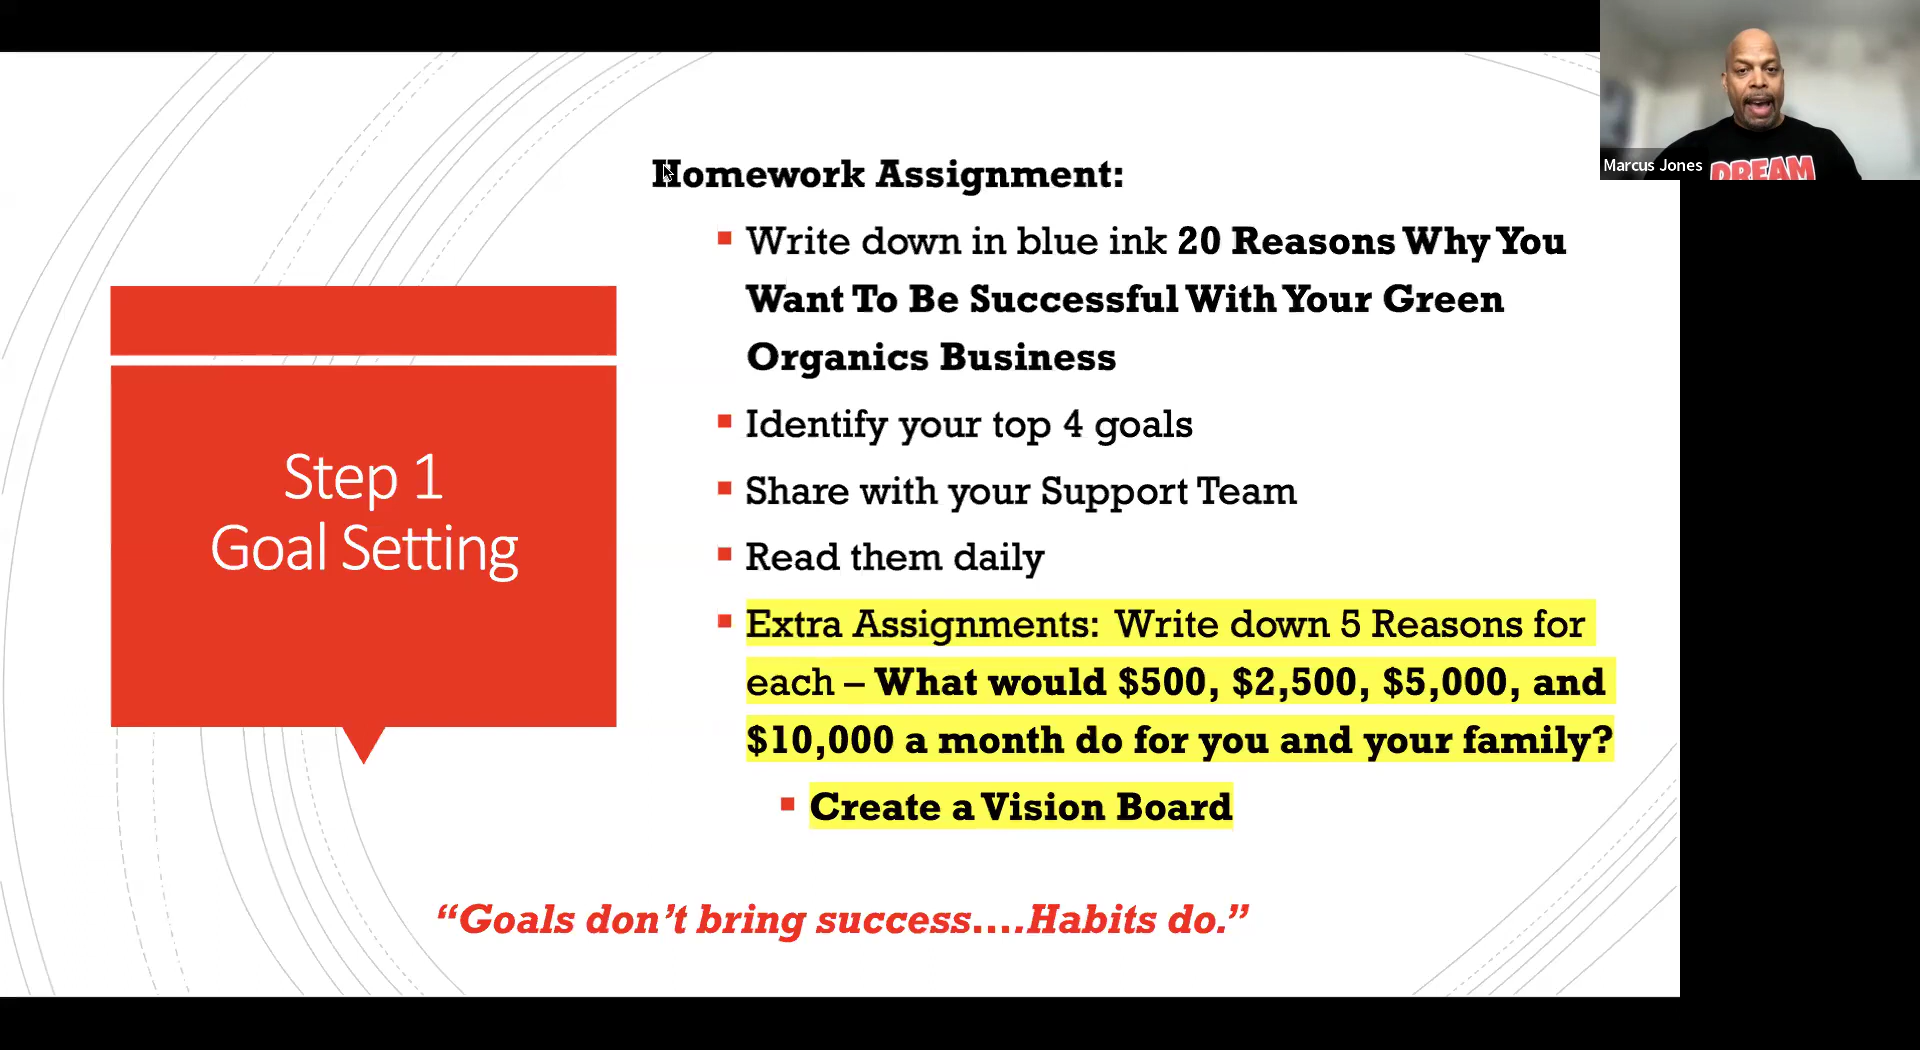 Marcus Jones
DREAM
Homework Assignment:
Write down in blue ink 20 Reasons Why You
Want To Be Successful With Your Green
Organics Business
Identify your top 4 goals
Share with your Support Team
Read them daily
Extra Assignments: Write down 5 Reasons for
each – What would $500, $2,500, $5,000, and
$10,000 a month do for you and your family?
Create a Vision Board
Step 1
Goal Setting
“Goals don’t bring success....Habits do.”